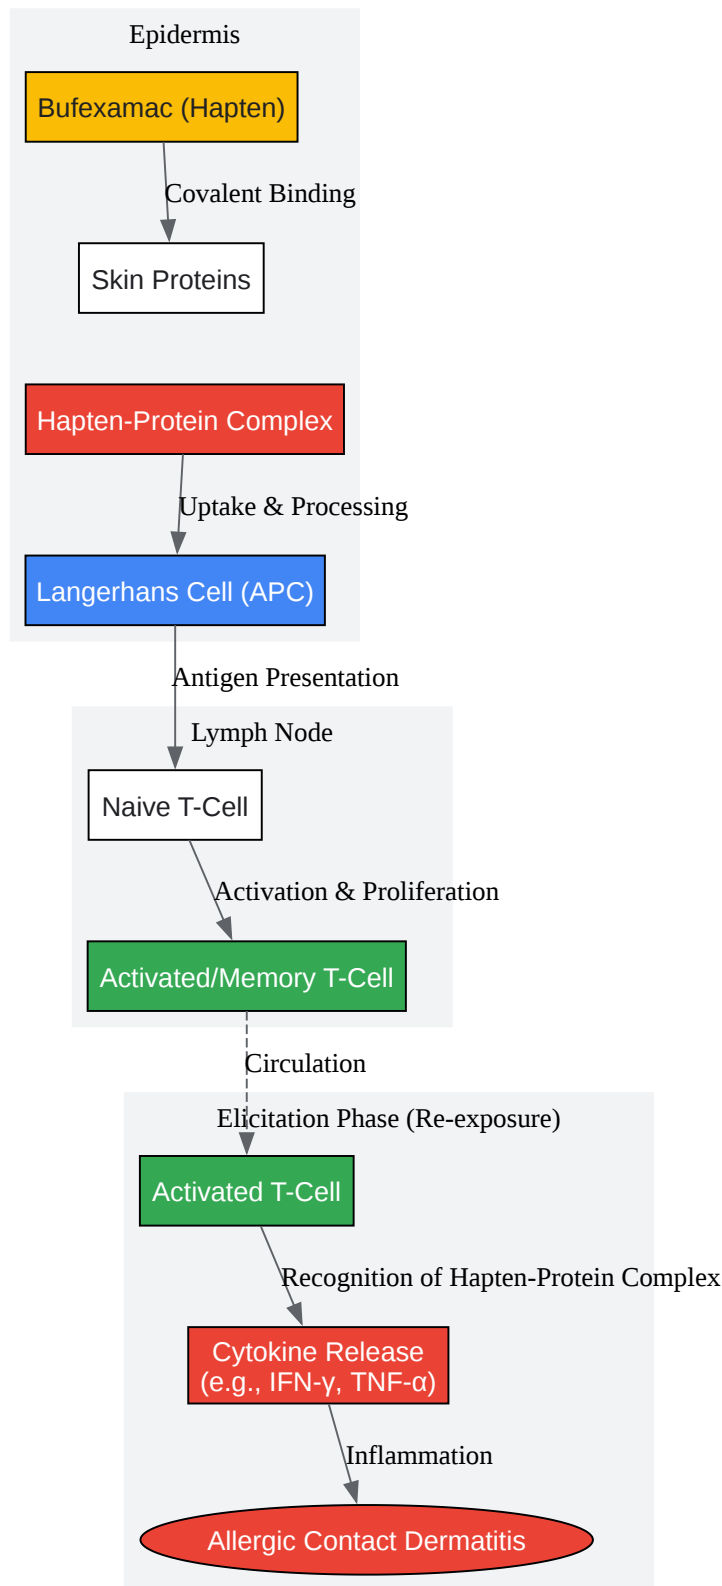 Epidermis
Bufexamac (Hapten)
Covalent Binding
Skin Proteins
Hapten-Protein Complex
Uptake & Processing
Langerhans Cell (APC)
Antigen Presentation
Lymph Node
Naive T-Cell
Activation & Proliferation
Activated/Memory T-Cell
Circulation
Elicitation Phase (Re-exposure)
Activated T-Cell
Recognition of Hapten-Protein Complex
Cytokine Release
(e.g., IFN-γ, TNF-α)
Inflammation
Allergic Contact Dermatitis